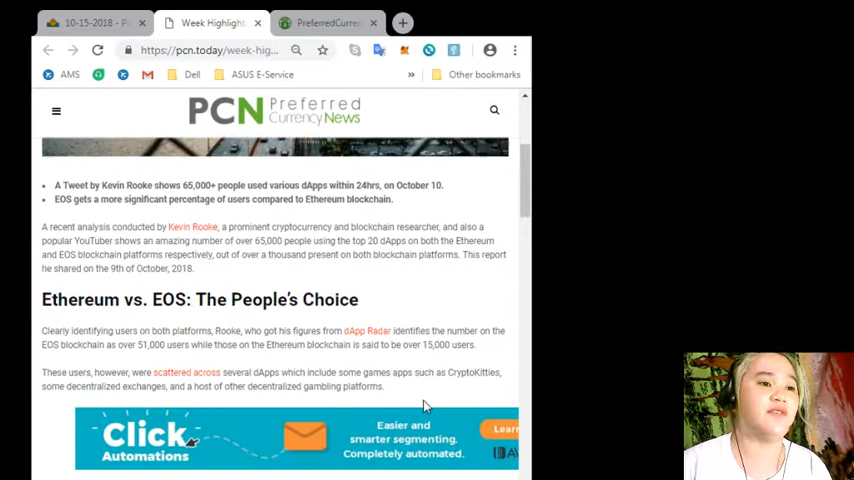 10-15-2018 - P
Week Highlight
PreferredCurre
https://pcn.today/week-hig...
AMS
Dell
ASUS E-Service
»
Other bookmarks
PCN Preferred
Currency News
• A Tweet by Kevin Rooke shows 65,000+ people used various dApps within 24hrs, on October 10.
• EOS gets a more significant percentage of users compared to Ethereum blockchain.
A recent analysis conducted by Kevin Rooke, a prominent cryptocurrency and blockchain researcher, and also a
popular YouTuber shows an amazing number of over 65,000 people using the top 20 dApps on both the Ethereum
and EOS blockchain platforms respectively, out of over a thousand present on both blockchain platforms. This report
he shared on the 9th of October, 2018.
Ethereum vs. EOS: The People's Choice
Clearly identifying users on both platforms, Rooke, who got his figures from dApp Radar identifies the number on the
EOS blockchain as over 51,000 users while those on the Ethereum blockchain is said to be over 15,000 users.
These users, however, were scattered across several dApps which include some games apps such as CryptoKitties,
some decentralized exchanges, and a host of other decentralized gambling platforms.
Click
Automations
Easier and
smarter segmenting.
Completely automated.
Learn
AW